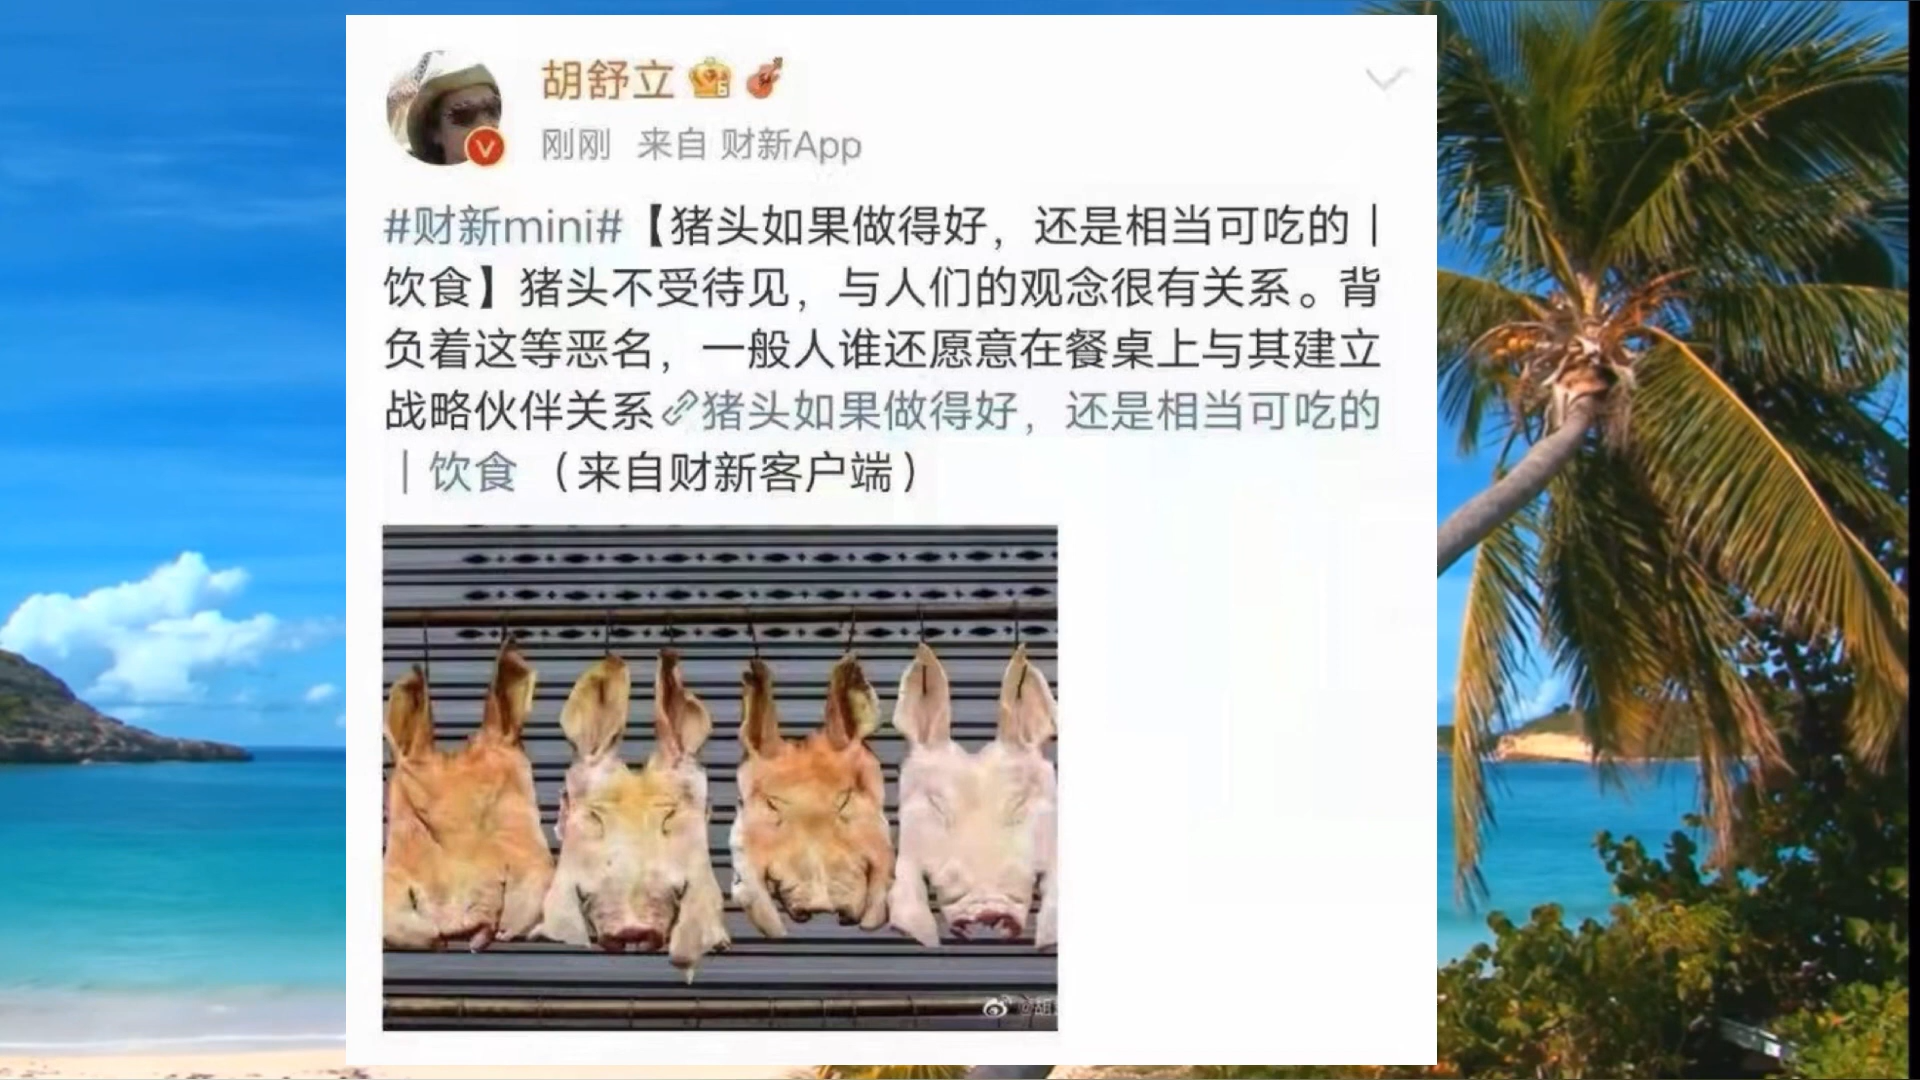 胡舒立
刚刚 来自 财新App
#财新mini#【猪头如果做得好，还是相当可吃的｜
饮食】猪头不受待见，与人们的观念很有关系。背
负着这等恶名，一般人谁还愿意在餐桌上与其建立
战略伙伴关系猪头如果做得好，还是相当可吃的
｜饮食（来自财新客户端）